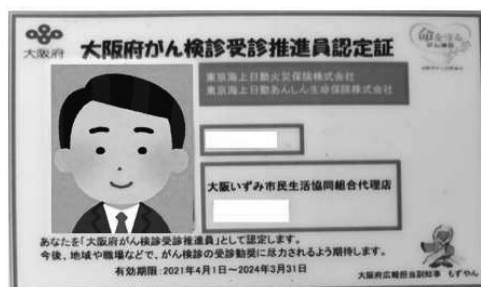 大阪府
大阪府がん検診受診推進員認定証
東京海上日動火災保険株式会社
東京海上日動あんしん生命保険株式会社
大阪いずみ市民生活協同組合代理店
あなたを「大阪府がん検診受診推進員」として認定します。
今後、地域や職場などで、がん検診の受診勧奨に尽力されるよう期待します。
有効期限：2021年4月1日～2024年3月31日
大阪府広報担当副知事 もずやん